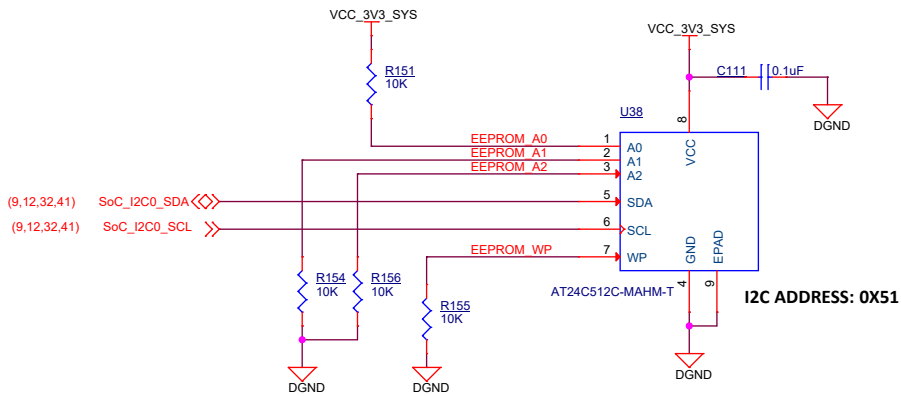 VCC_3V3_SYS
VCC_3V3_SYS
R151
10K
C111
0.1uF
DGND
U38
8
VCC
EEPROM_A0
1
A0
EEPROM_A1
2
A1
EEPROM_A2
3
A2
(9,12,32,41)
SoC_I2C0_SDA
5
SDA
(9,12,32,41)
SoC_I2C0_SCL
6
SCL
EEPROM_WP
7
WP
GND
EPAD
4
9
R154
10K
R156
10K
R155
10K
AT24C512C-MAHM-T
I2C ADDRESS: 0X51
DGND
DGND
DGND